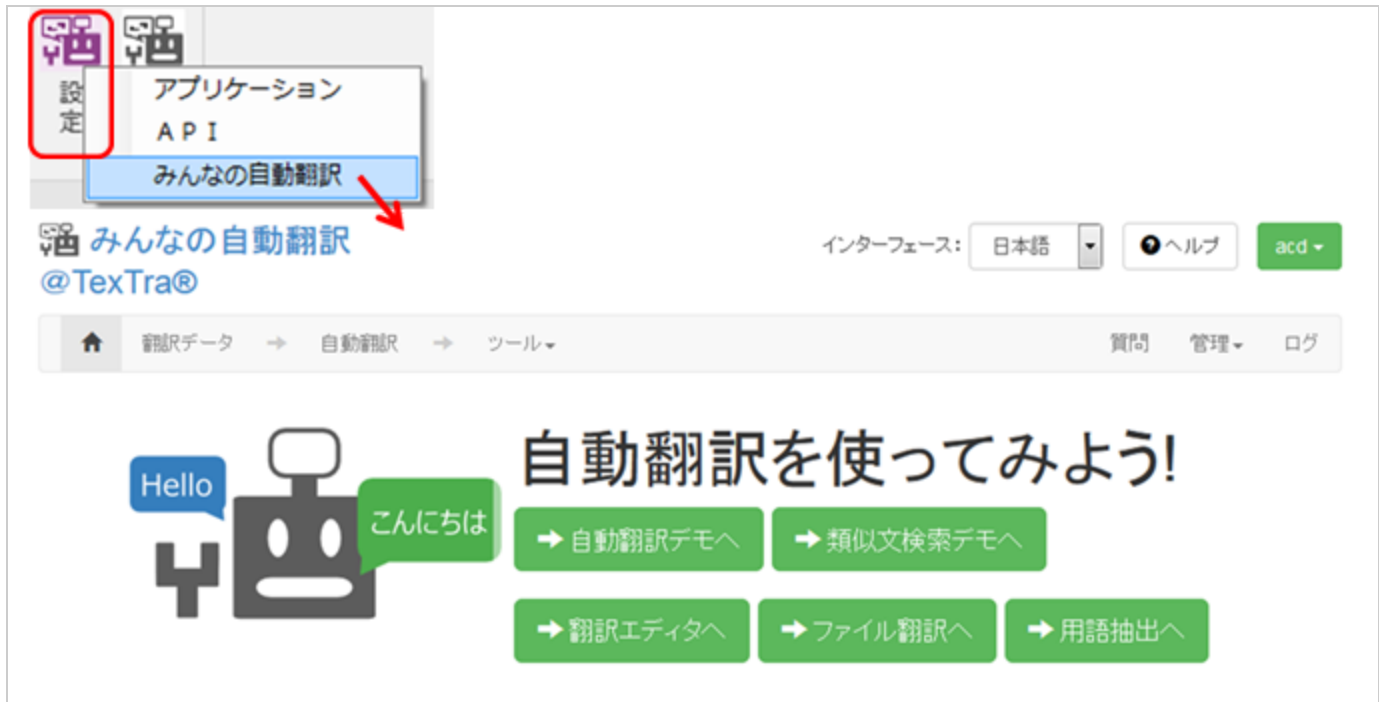 設定
アプリケーション
ＡＰＩ
みんなの自動翻訳
みんなの自動翻訳
@TexTra®
インターフェース: 日本語 ヘルプ acd
翻訳データ → 自動翻訳 → ツール 質問 管理 ログ
Hello
こんにちは
自動翻訳を使ってみよう!
➔自動翻訳デモへ ➔類似文検索デモへ
➔翻訳エディタへ ➔ファイル翻訳へ ➔用語抽出へ